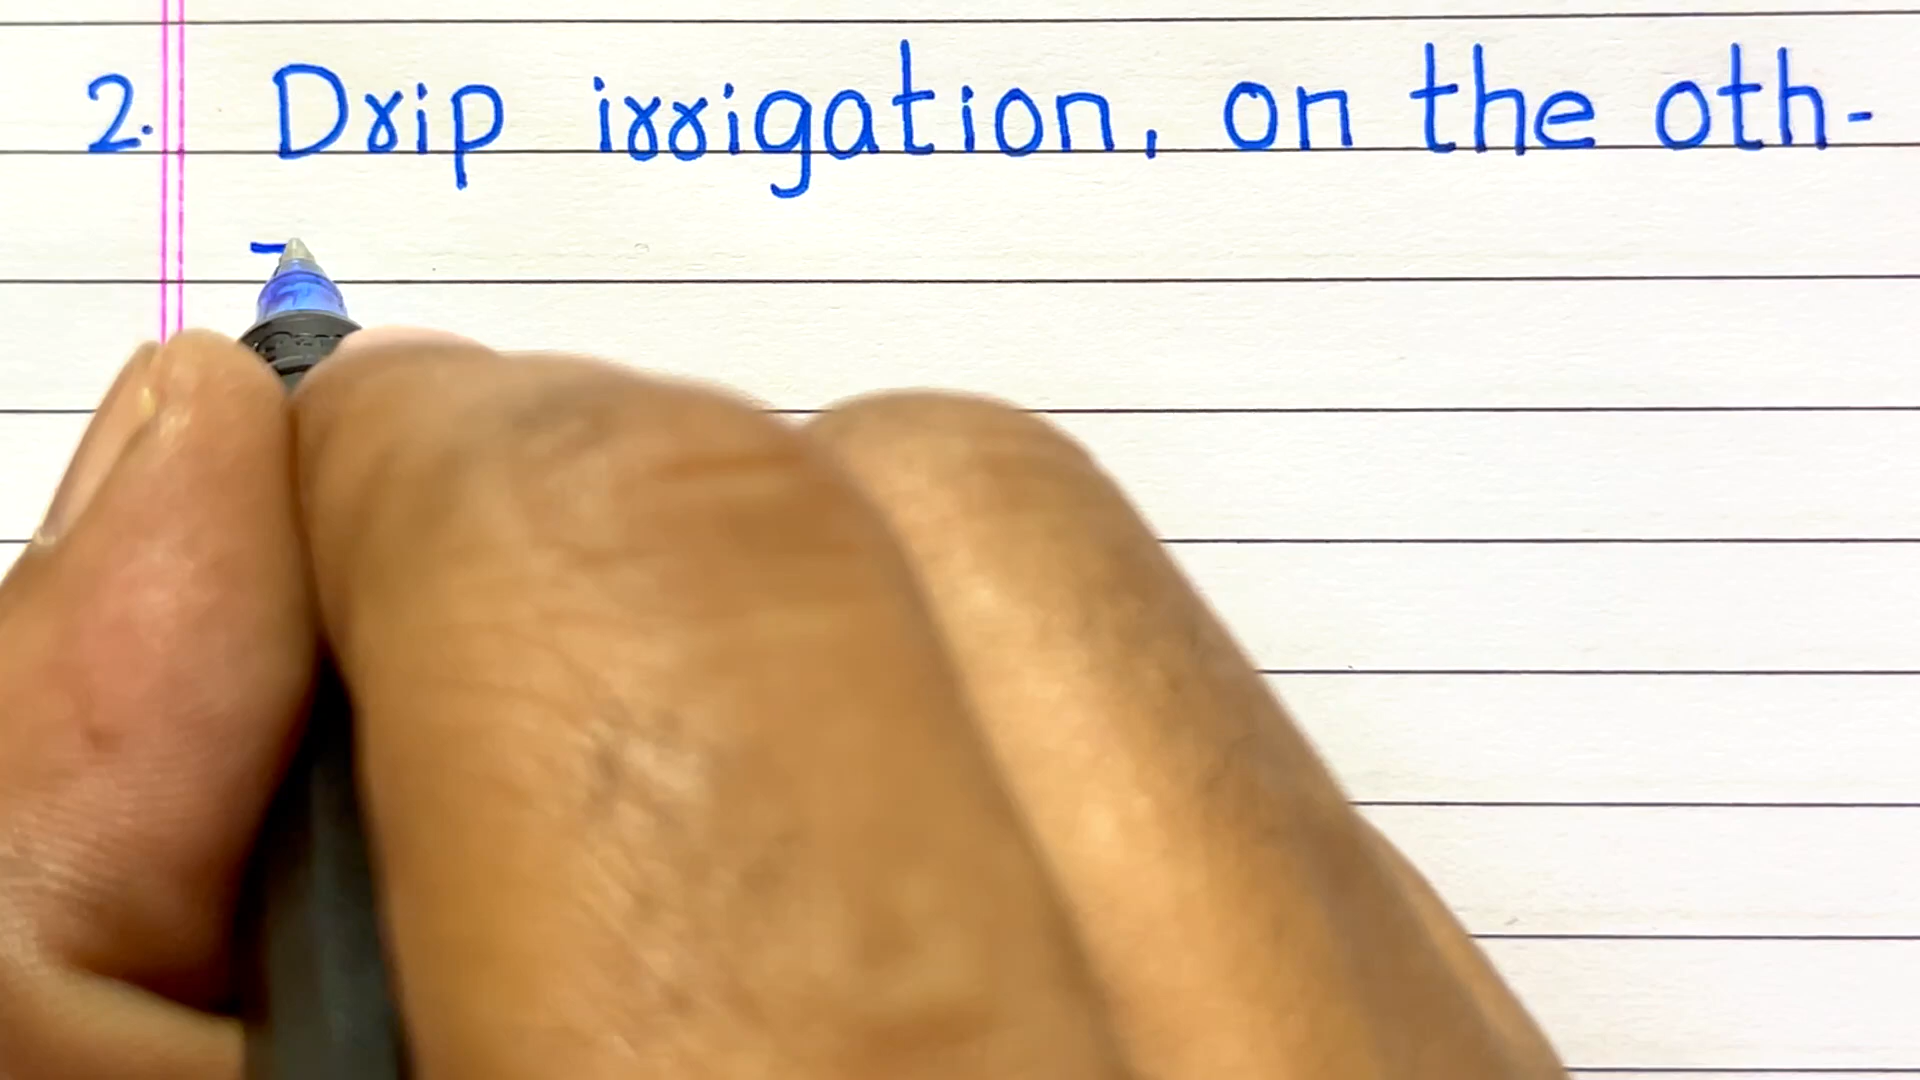 2. Drip irrigation, on the oth-
-